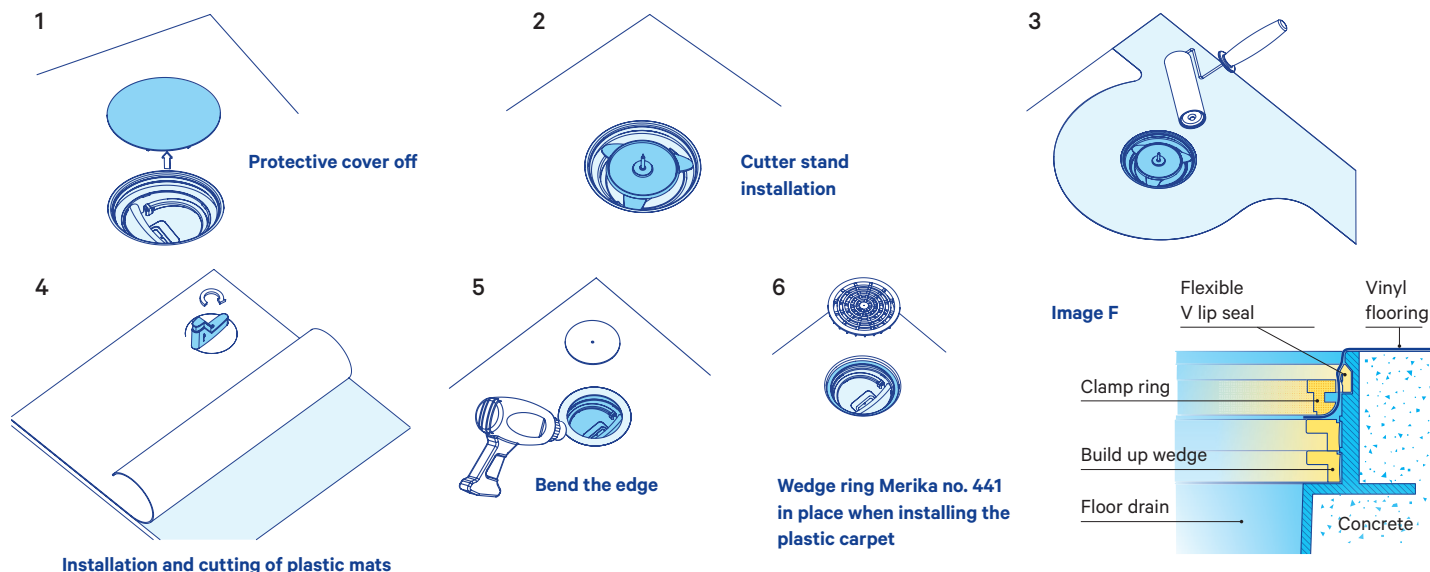 1
Protective cover off
2
Cutter stand
installation
3
4
Installation and cutting of plastic mats
5
Bend the edge
6
Wedge ring Merika no. 441
in place when installing the
plastic carpet
Image F
Flexible
V lip seal
Vinyl
flooring
Clamp ring
Build up wedge
Floor drain
Concrete